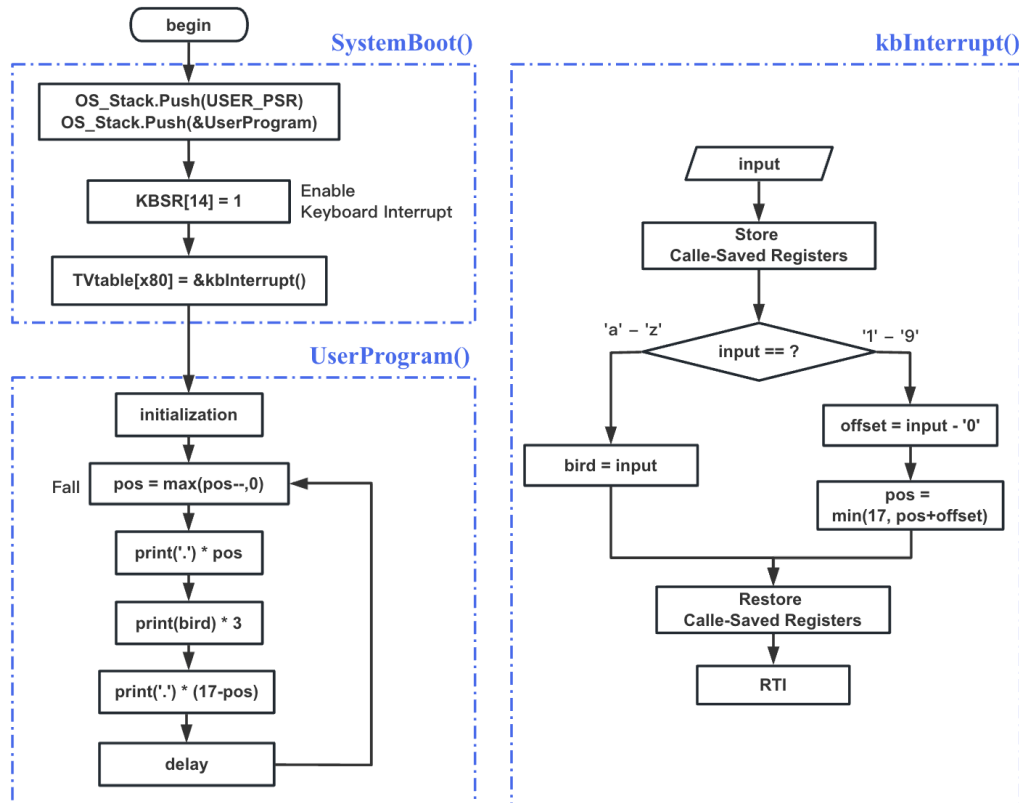 begin
SystemBoot()
OS_Stack.Push(USER_PSR)
OS_Stack.Push(&UserProgram)
KBSR[14] = 1
Enable
Keyboard Interrupt
TVtable[x80] = &kbInterrupt()
UserProgram()
initialization
Fall
pos = max(pos--,0)
print('.') * pos
print(bird) * 3
print('.') * (17-pos)
delay
kbInterrupt()
input
Store
Calle-Saved Registers
input == ?
'a' – 'z'
'1' – '9'
bird = input
offset = input - '0'
pos =
min(17, pos+offset)
Restore
Calle-Saved Registers
RTI